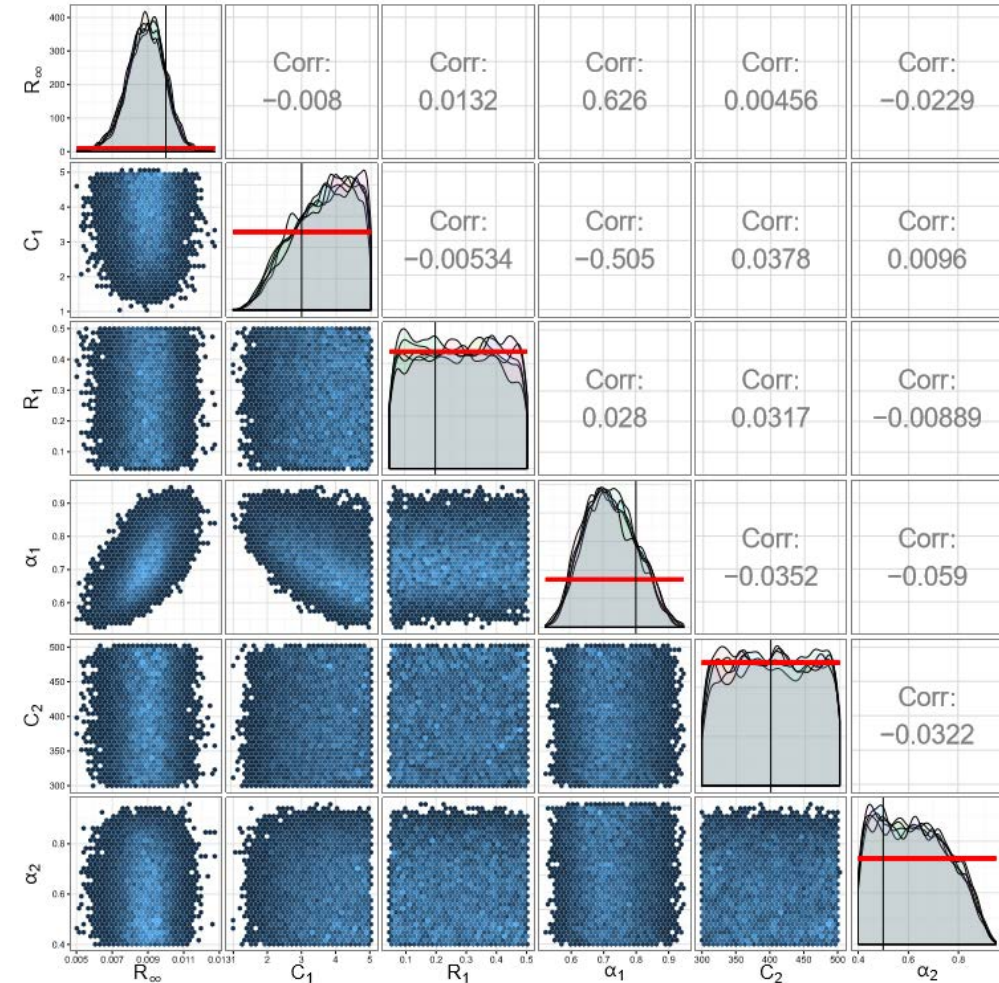 400
300
200
100
0
R∞
Corr:
−0.008
Corr:
0.0132
Corr:
0.626
Corr:
0.00456
Corr:
−0.0229
5
4
3
2
1
C1
Corr:
−0.00534
Corr:
−0.505
Corr:
0.0378
Corr:
0.0096
0.5
0.4
0.3
0.2
0.1
R1
Corr:
0.028
Corr:
0.0317
Corr:
−0.00889
0.9
0.8
0.7
0.6
α1
Corr:
−0.0352
Corr:
−0.059
500
450
400
350
300
C2
Corr:
−0.0322
0.8
0.6
0.4
α2
0.005 0.007 0.009 0.011 0.0131 2 3 4 5 0.1 0.2 0.3 0.4 0.5 0.6 0.7 0.8 0.9 300 350 400 450 500 0.4 0.6 0.8
R∞ C1 R1 α1 C2 α2